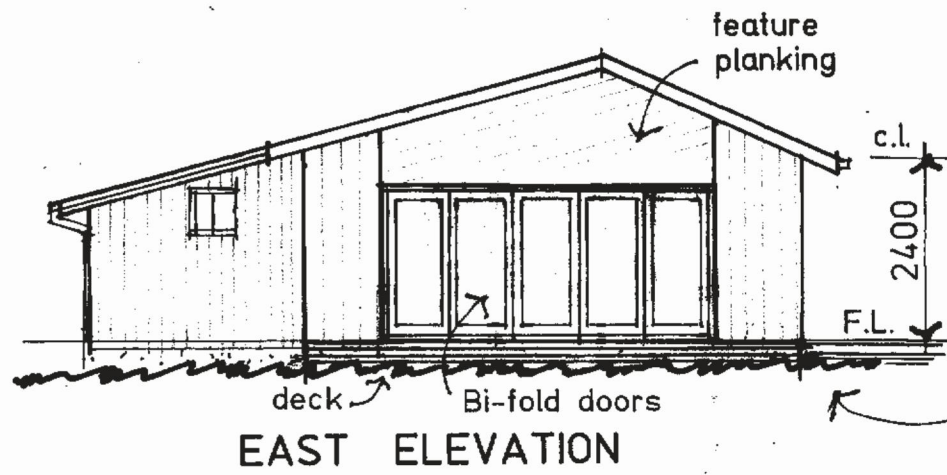 feature
planking
c.l.
2400
F.L.
deck
Bi-fold doors
EAST ELEVATION